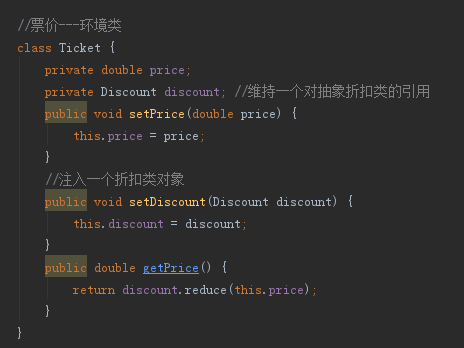 //票价---环境类
class Ticket {
    private double price;
    private Discount discount; //维持一个对抽象折扣类的引用
    public void setPrice(double price) {
        this.price = price;
    }
    //注入一个折扣类对象
    public void setDiscount(Discount discount) {
        this.discount = discount;
    }
    public double getPrice() {
        return discount.reduce(this.price);
    }
}